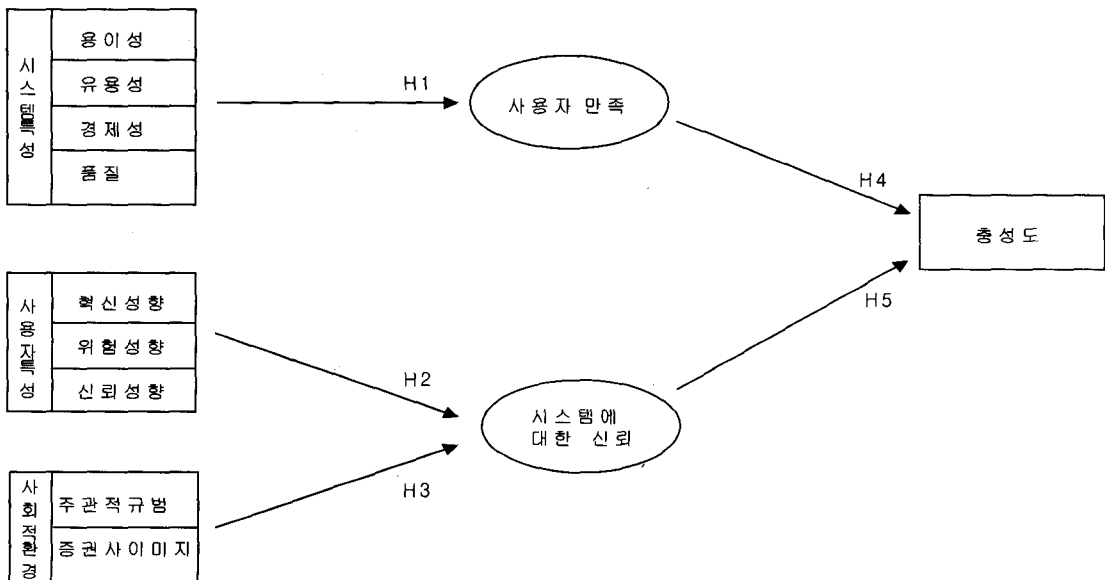 시스템특성
용이성
유용성
경제성
품질
H1
사용자 만족
H4
충성도
사용자특성
혁신성향
위험성향
신뢰성향
H2
시스템에
대한 신뢰
H5
H3
사회적환경
주관적규범
증권사이미지